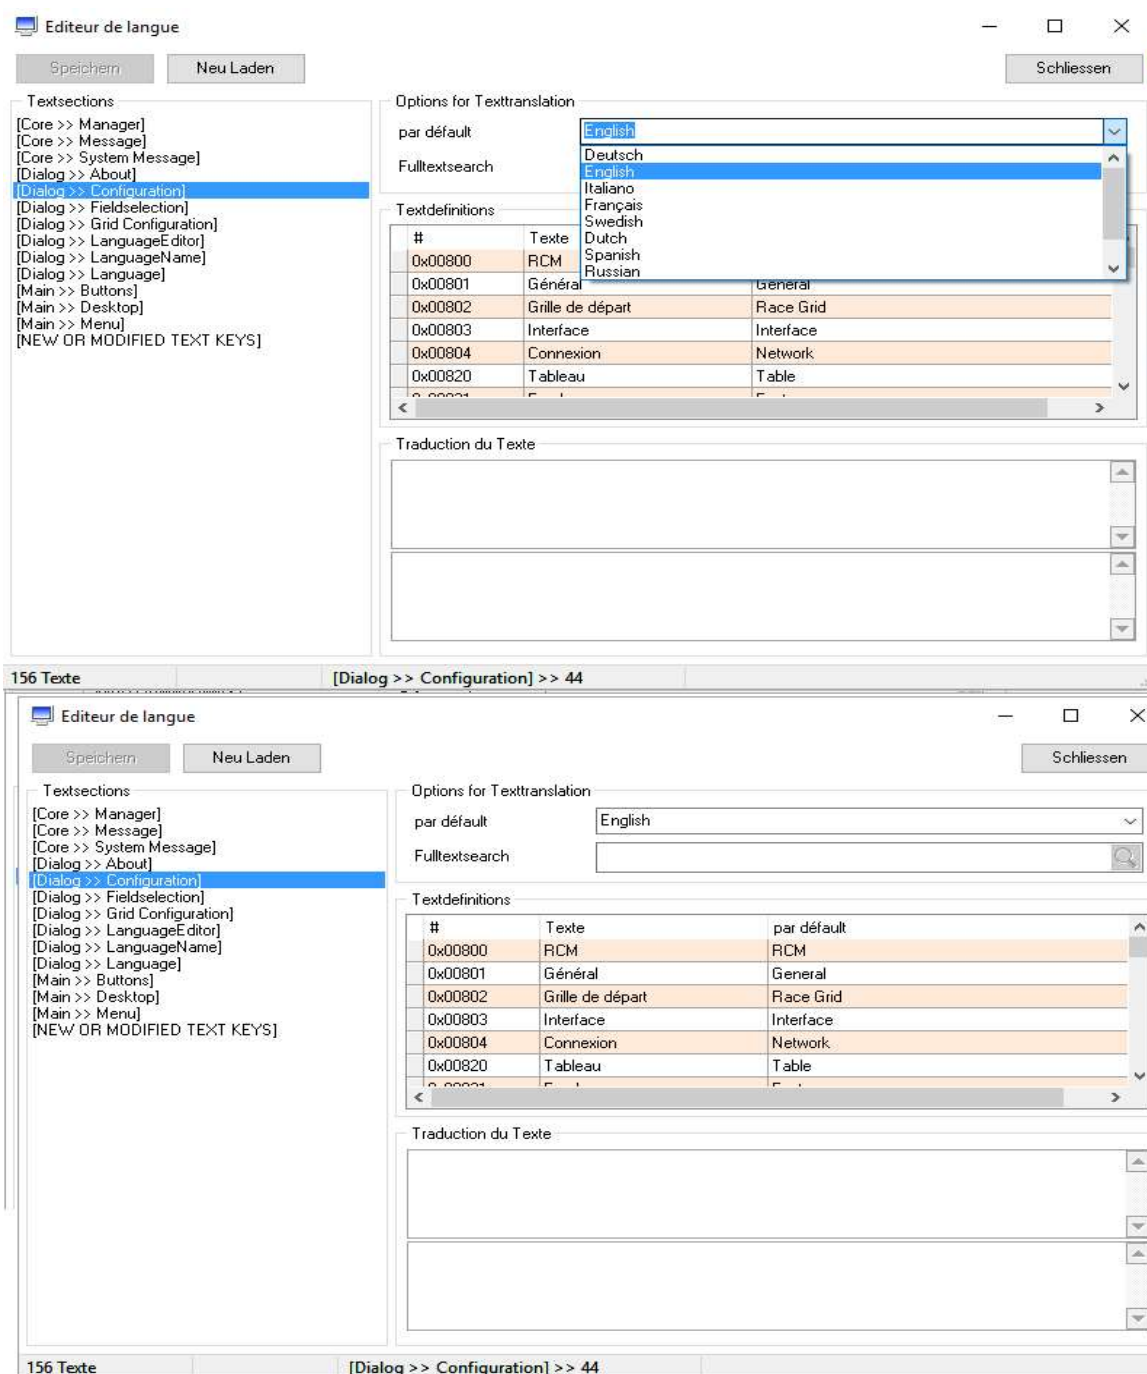 Editeur de langue
Speichern Neu Laden Schliessen
Textsections
[Core >> Manager]
[Core >> Message]
[Core >> System Message]
[Dialog >> About]
[Dialog >> Configuration]
[Dialog >> Fieldselection]
[Dialog >> Grid Configuration]
[Dialog >> LanguageEditor]
[Dialog >> LanguageName]
[Dialog >> Language]
[Main >> Buttons]
[Main >> Desktop]
[Main >> Menu]
[NEW OR MODIFIED TEXT KEYS]
Options for Texttranslation
par défault English
Fulltextsearch
Deutsch
English
Italiano
Français
Swedish
Dutch
Spanish
Russian
Textdefinitions
# Texte
0x00800 RCM
0x00801 Général General
0x00802 Grille de départ Race Grid
0x00803 Interface Interface
0x00804 Connexion Network
0x00820 Tableau Table
Traduction du Texte
156 Texte [Dialog >> Configuration] >> 44
Editeur de langue
Speichern Neu Laden Schliessen
Textsections
[Core >> Manager]
[Core >> Message]
[Core >> System Message]
[Dialog >> About]
[Dialog >> Configuration]
[Dialog >> Fieldselection]
[Dialog >> Grid Configuration]
[Dialog >> LanguageEditor]
[Dialog >> LanguageName]
[Dialog >> Language]
[Main >> Buttons]
[Main >> Desktop]
[Main >> Menu]
[NEW OR MODIFIED TEXT KEYS]
Options for Texttranslation
par défault English
Fulltextsearch
Textdefinitions
# Texte par défault
0x00800 RCM RCM
0x00801 Général General
0x00802 Grille de départ Race Grid
0x00803 Interface Interface
0x00804 Connexion Network
0x00820 Tableau Table
Traduction du Texte
156 Texte [Dialog >> Configuration] >> 44